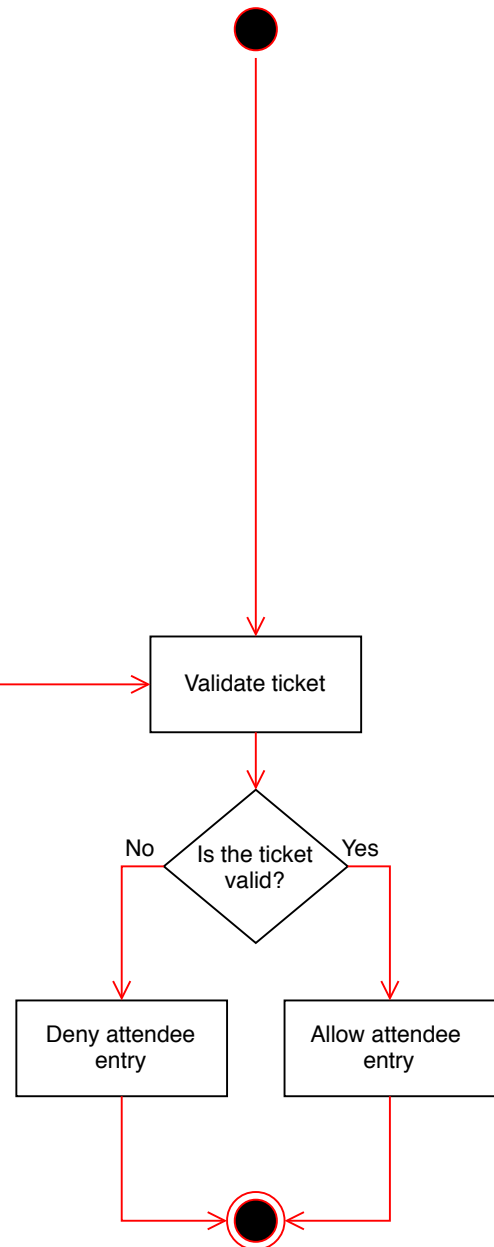 Validate ticket
No
Is the ticket
valid?
Yes
Deny attendee
entry
Allow attendee
entry